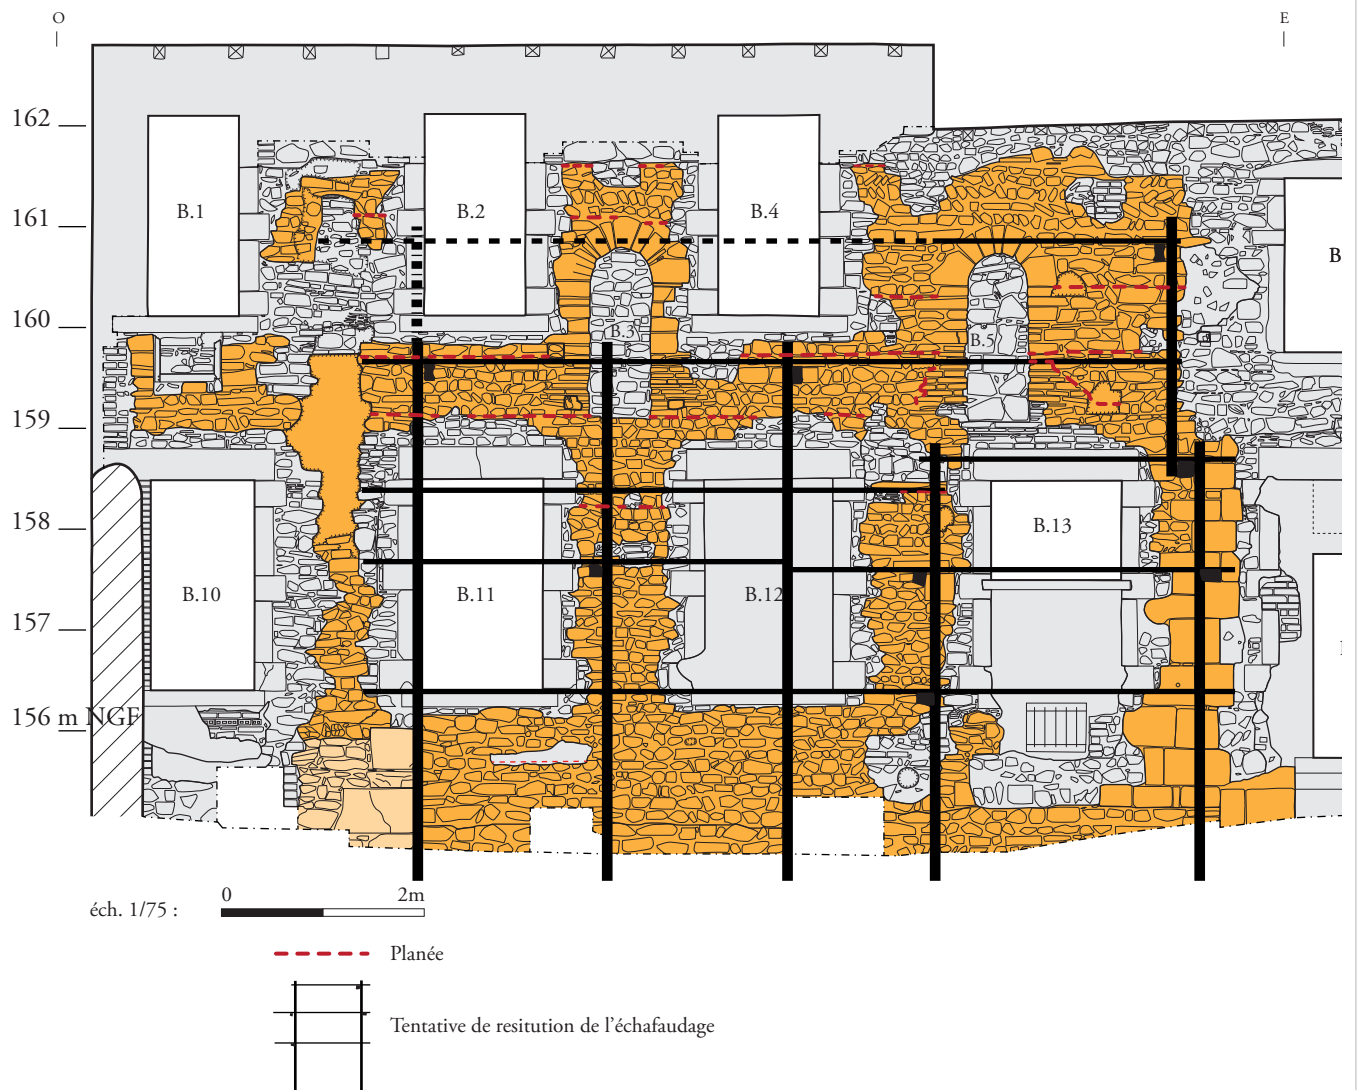 O
E
162
161
160
159
158
157
156 m NGF
B.1
B.2
B.4
B
B.3
B.5
B.10
B.11
B.12
B.13
éch. 1/75 :
0
2m
Planée
Tentative de resitution de l’échafaudage